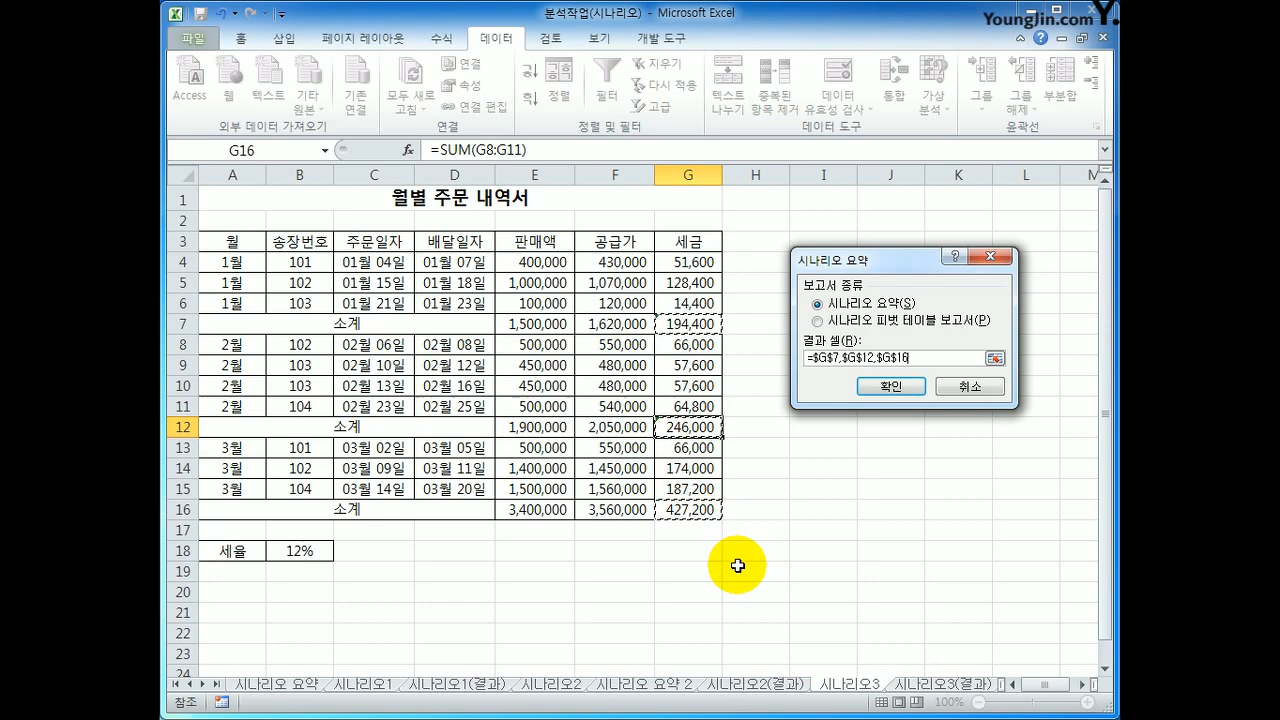 분석작업(시나리오) - Microsoft Excel
YoungJin.com Y.
파일 홈 삽입 페이지 레이아웃 수식 데이터 검토 보기 개발 도구
Access 웹 텍스트 기타 원본 기존 연결 모두 새로 고침 연결 속성 연결 편집 정렬 필터 지우기 다시 적용 고급 텍스트 나누기 중복된 항목 제거 데이터 유효성 검사 통합 가상 분석 그룹 그룹 해제 부분합
외부 데이터 가져오기 연결 정렬 및 필터 데이터 도구 윤곽선
G16 fx =SUM(G8:G11)
A B C D E F G H I J K L M
1 월별 주문 내역서
2
3 월 송장번호 주문일자 배달일자 판매액 공급가 세금
4 1월 101 01월 04일 01월 07일 400,000 430,000 51,600
5 1월 102 01월 15일 01월 18일 1,000,000 1,070,000 128,400
6 1월 103 01월 21일 01월 23일 100,000 120,000 14,400
7 소계 1,500,000 1,620,000 194,400
8 2월 102 02월 06일 02월 08일 500,000 550,000 66,000
9 2월 103 02월 10일 02월 12일 450,000 480,000 57,600
10 2월 103 02월 13일 02월 16일 450,000 480,000 57,600
11 2월 104 02월 23일 02월 25일 500,000 540,000 64,800
12 소계 1,900,000 2,050,000 246,000
13 3월 101 03월 02일 03월 05일 500,000 550,000 66,000
14 3월 102 03월 09일 03월 11일 1,400,000 1,450,000 174,000
15 3월 104 03월 14일 03월 20일 1,500,000 1,560,000 187,200
16 소계 3,400,000 3,560,000 427,200
17
18 세율 12%
19
20
21
22
23
24
시나리오 요약
보고서 종류
시나리오 요약(S)
시나리오 피벗 테이블 보고서(P)
결과 셀(R):
=$G$7,$G$12,$G$16
확인 취소
시나리오 요약 시나리오1 시나리오1(결과) 시나리오2 시나리오 요약 2 시나리오2(결과) 시나리오3 시나리오3(결과)
참조 100%